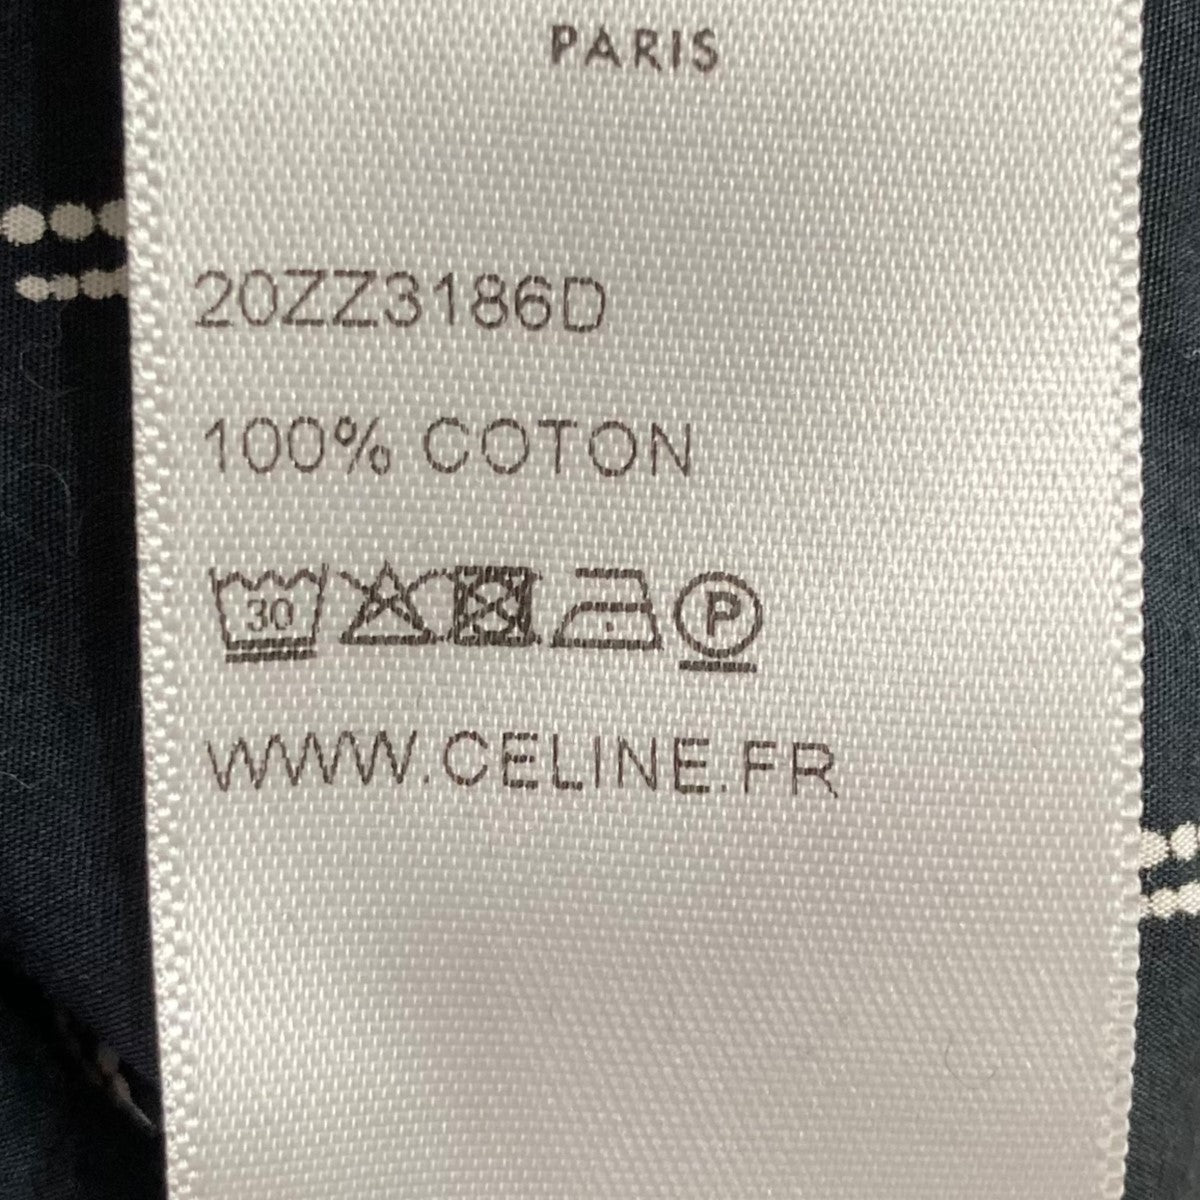 PARIS
20ZZ3186D
100% COTON
30 P
WWW.CELINE.FR